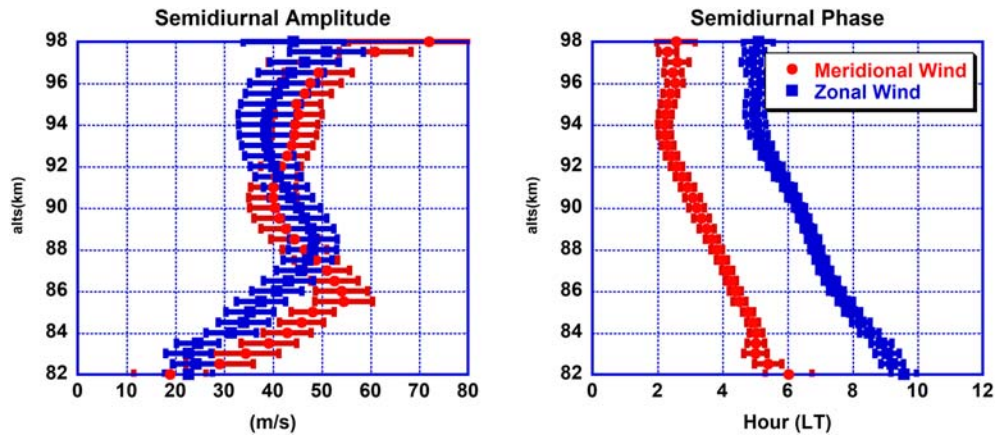 Semidiurnal Amplitude
98
96
94
92
90
88
86
84
82
alts(km)
0 10 20 30 40 50 60 70 80
(m/s)
Semidiurnal Phase
98
96
94
92
90
88
86
84
82
alts(km)
Meridional Wind
Zonal Wind
0 2 4 6 8 10 12
Hour (LT)